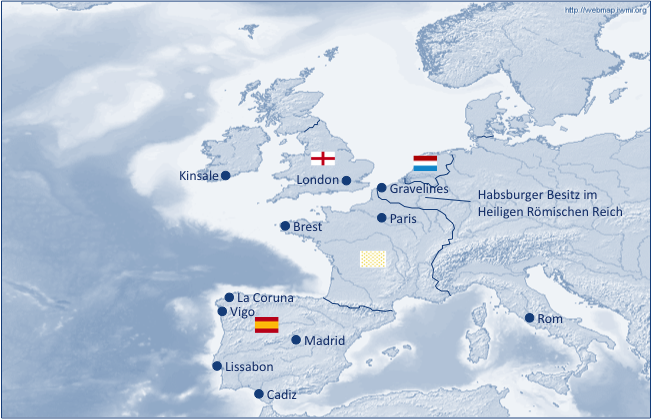 http://webmap.iwmi.org
Kinsale
London
Gravelines
Habsburger Besitz im
Heiligen Römischen Reich
Paris
Brest
La Coruna
Vigo
Rom
Madrid
Lissabon
Cadiz